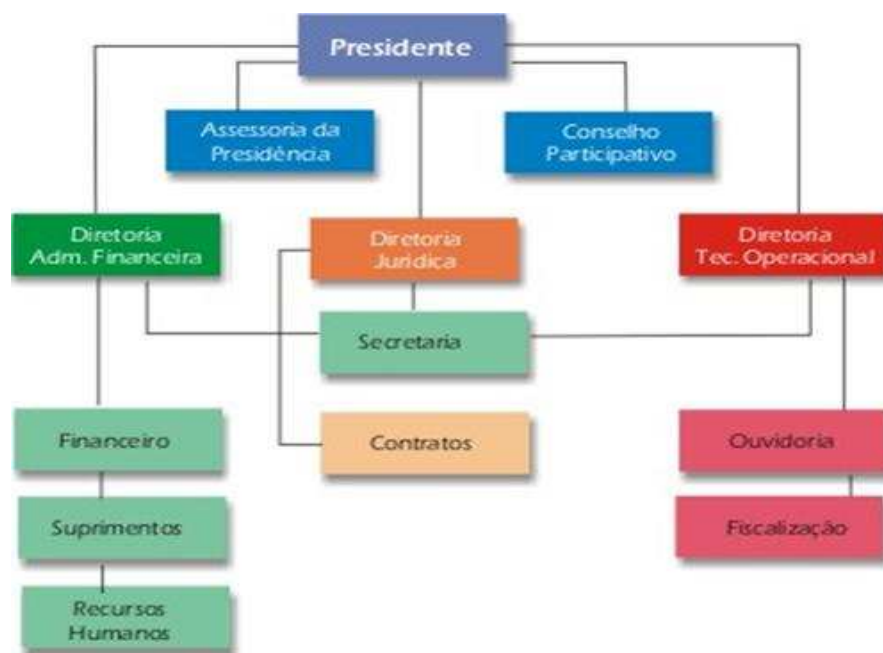 Presidente
Assessoria da
Presidência
Conselho
Participativo
Diretoria
Adm. Financeira
Diretoria
Jurídica
Diretoria
Tec. Operacional
Secretaria
Financeiro
Contratos
Ouvidoria
Suprimentos
Fiscalização
Recursos
Humanos